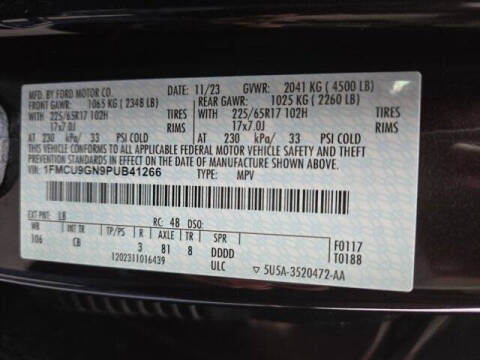 MFD. BY FORD MOTOR CO.
DATE: 11/23 GVWR: 2041 KG ( 4500 LB)
FRONT GAWR: 1065 KG ( 2348 LB) REAR GAWR: 1025 KG ( 2260 LB)
WITH 225/65R17 102H TIRES WITH 225/65R17 102H TIRES
17x7.0J RIMS 17x7.0J RIMS
AT 230 kPa/ 33 PSI COLD AT 230 kPa/ 33 PSI COLD
THIS VEHICLE CONFORMS TO ALL APPLICABLE FEDERAL MOTOR VEHICLE SAFETY AND THEFT
PREVENTION STANDARDS IN EFFECT ON THE DATE OF MANUFACTURE SHOWN ABOVE.
VIN: 1FMCU9GN9PUB41266 TYPE: MPV
EXT PNT: LB RC: 48 DSO:
WB INT TR TP/PS R AXLE TR SPR
106 CB 3 81 8 DDDD
ULC
F0117
T0188
1202311016439
5U5A-3520472-AA